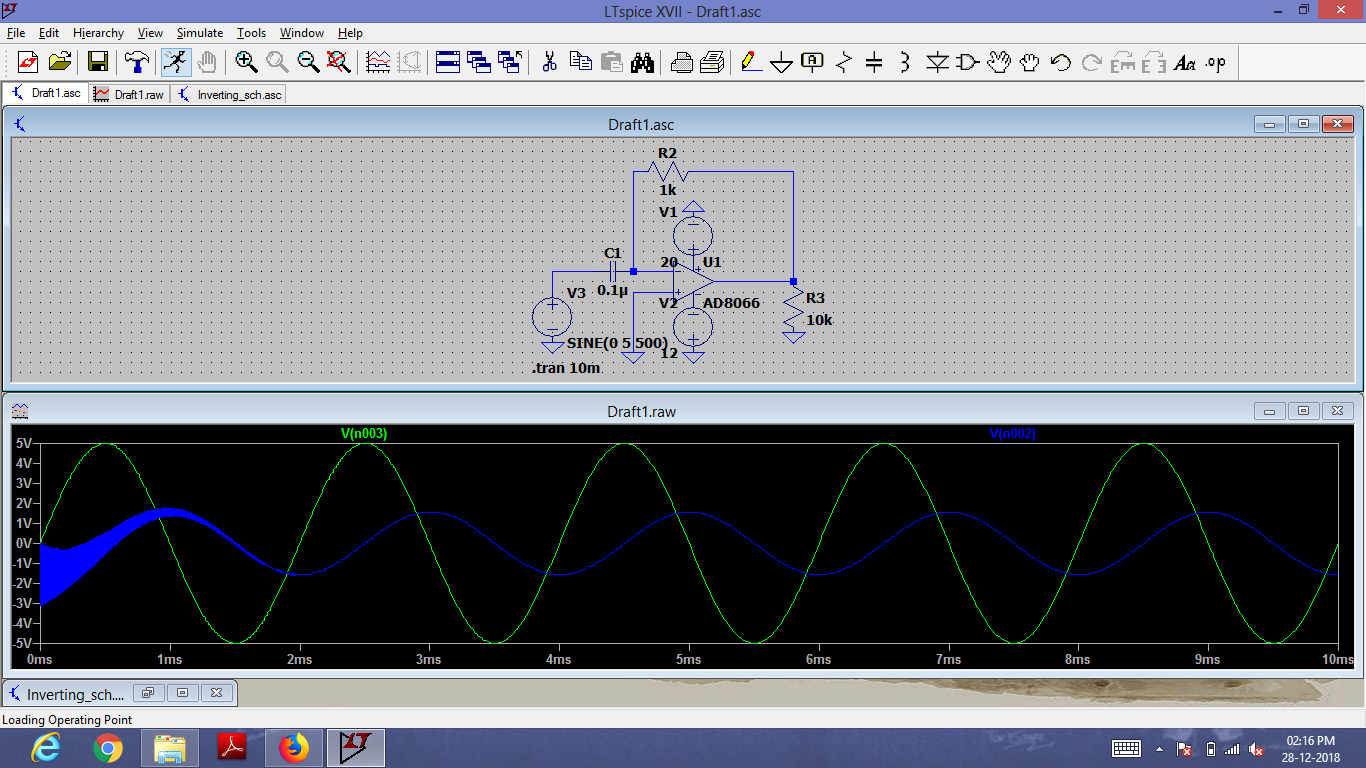 LTspice XVII - Draft1.asc
File Edit Hierarchy View Simulate Tools Window Help
Aa .op
Draft1.asc Draft1.raw Inverting_sch.asc
Draft1.asc
R2
1k
V1
C1
20
U1
V3
0.1µ
V2
AD8066
R3
10k
SINE(0 5 500)
12
.tran 10m
Draft1.raw
V(n003) V(n002)
5V
4V
3V
2V
1V
0V
-1V
-2V
-3V
-4V
-5V
0ms 1ms 2ms 3ms 4ms 5ms 6ms 7ms 8ms 9ms 10ms
Inverting_sch....
Loading Operating Point
02:16 PM
28-12-2018